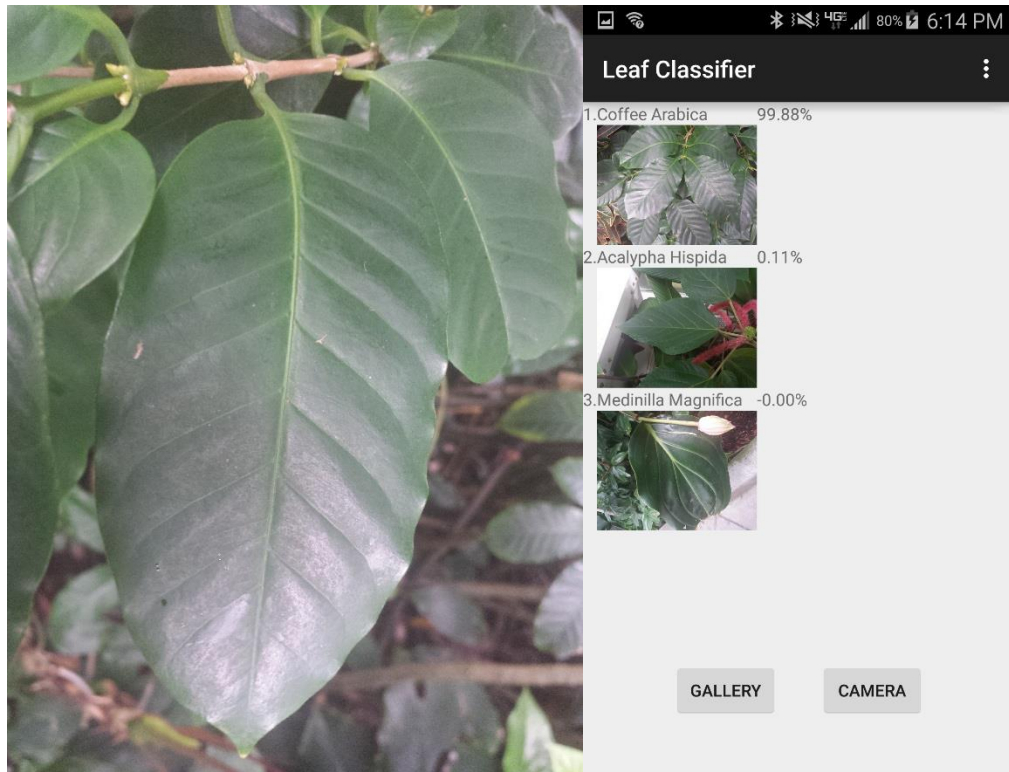 4G 80% 6:14 PM
Leaf Classifier
1.Coffee Arabica 99.88%
2.Acalypha Hispida 0.11%
3.Medinilla Magnifica -0.00%
GALLERY CAMERA